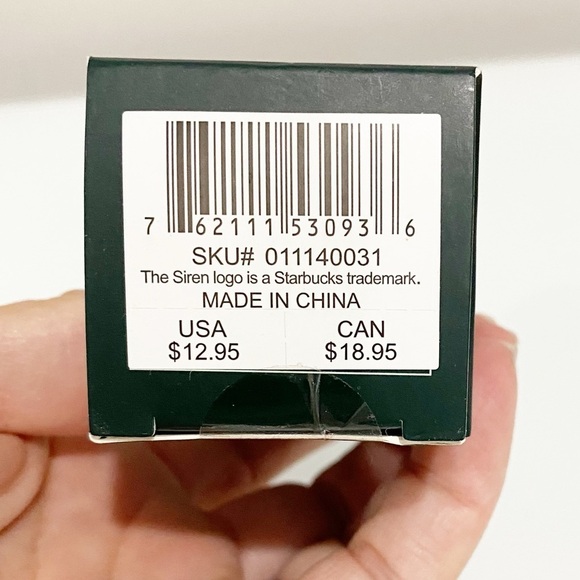 7 62111 53093 6
SKU# 011140031
The Siren logo is a Starbucks trademark.
MADE IN CHINA
USA CAN
$12.95 $18.95